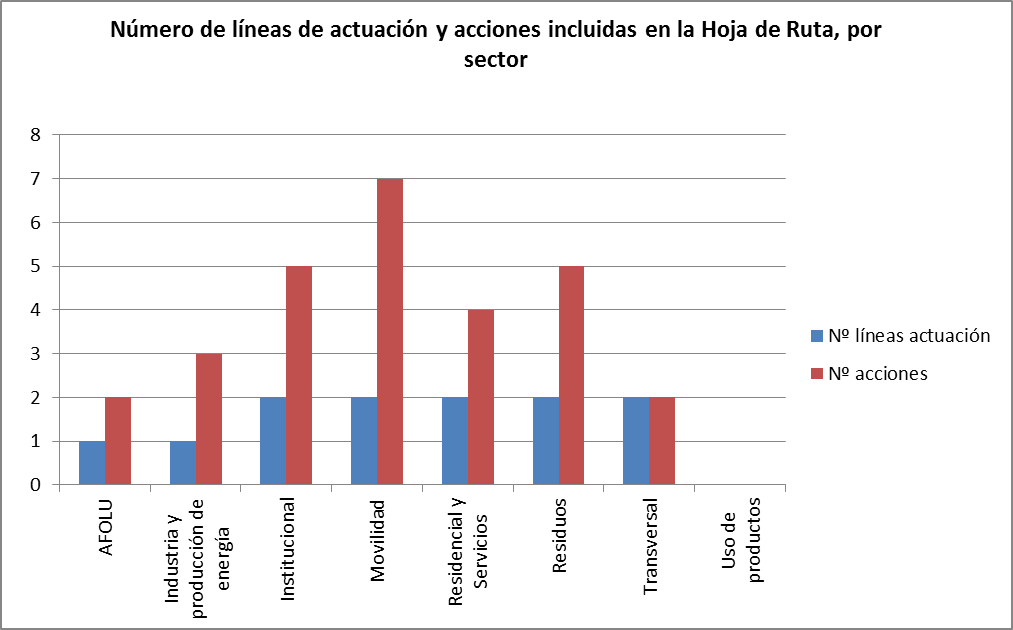 Número de líneas de actuación y acciones incluidas en la Hoja de Ruta, por
sector
8
7
6
5
4
3
2
1
0
AFOLU
Industria y
producción de
energía
Institucional
Movilidad
Residencial y
Servicios
Residuos
Transversal
Uso de
productos
Nº líneas actuación
Nº acciones